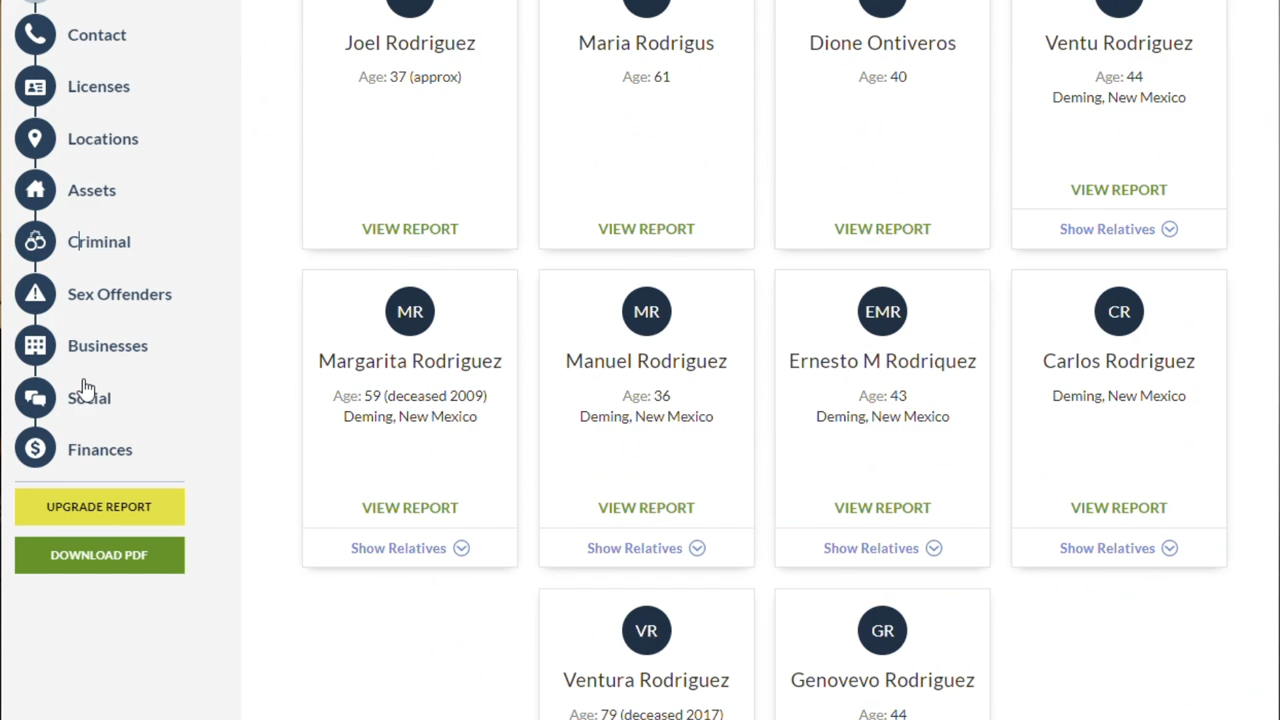 Contact
Licenses
Locations
Assets
Criminal
Sex Offenders
Businesses
Social
Finances
UPGRADE REPORT
DOWNLOAD PDF
Joel Rodriguez
Age: 37 (approx)
VIEW REPORT
Maria Rodrigus
Age: 61
VIEW REPORT
Dione Ontiveros
Age: 40
VIEW REPORT
Ventu Rodriguez
Age: 44
Deming, New Mexico
VIEW REPORT
Show Relatives
MR
Margarita Rodriguez
Age: 59 (deceased 2009)
Deming, New Mexico
VIEW REPORT
Show Relatives
MR
Manuel Rodriguez
Age: 36
Deming, New Mexico
VIEW REPORT
Show Relatives
EMR
Ernesto M Rodriquez
Age: 43
Deming, New Mexico
VIEW REPORT
Show Relatives
CR
Carlos Rodriguez
Deming, New Mexico
VIEW REPORT
Show Relatives
VR
Ventura Rodriguez
Age: 79 (deceased 2017)
GR
Genovevo Rodriguez
Age: 44